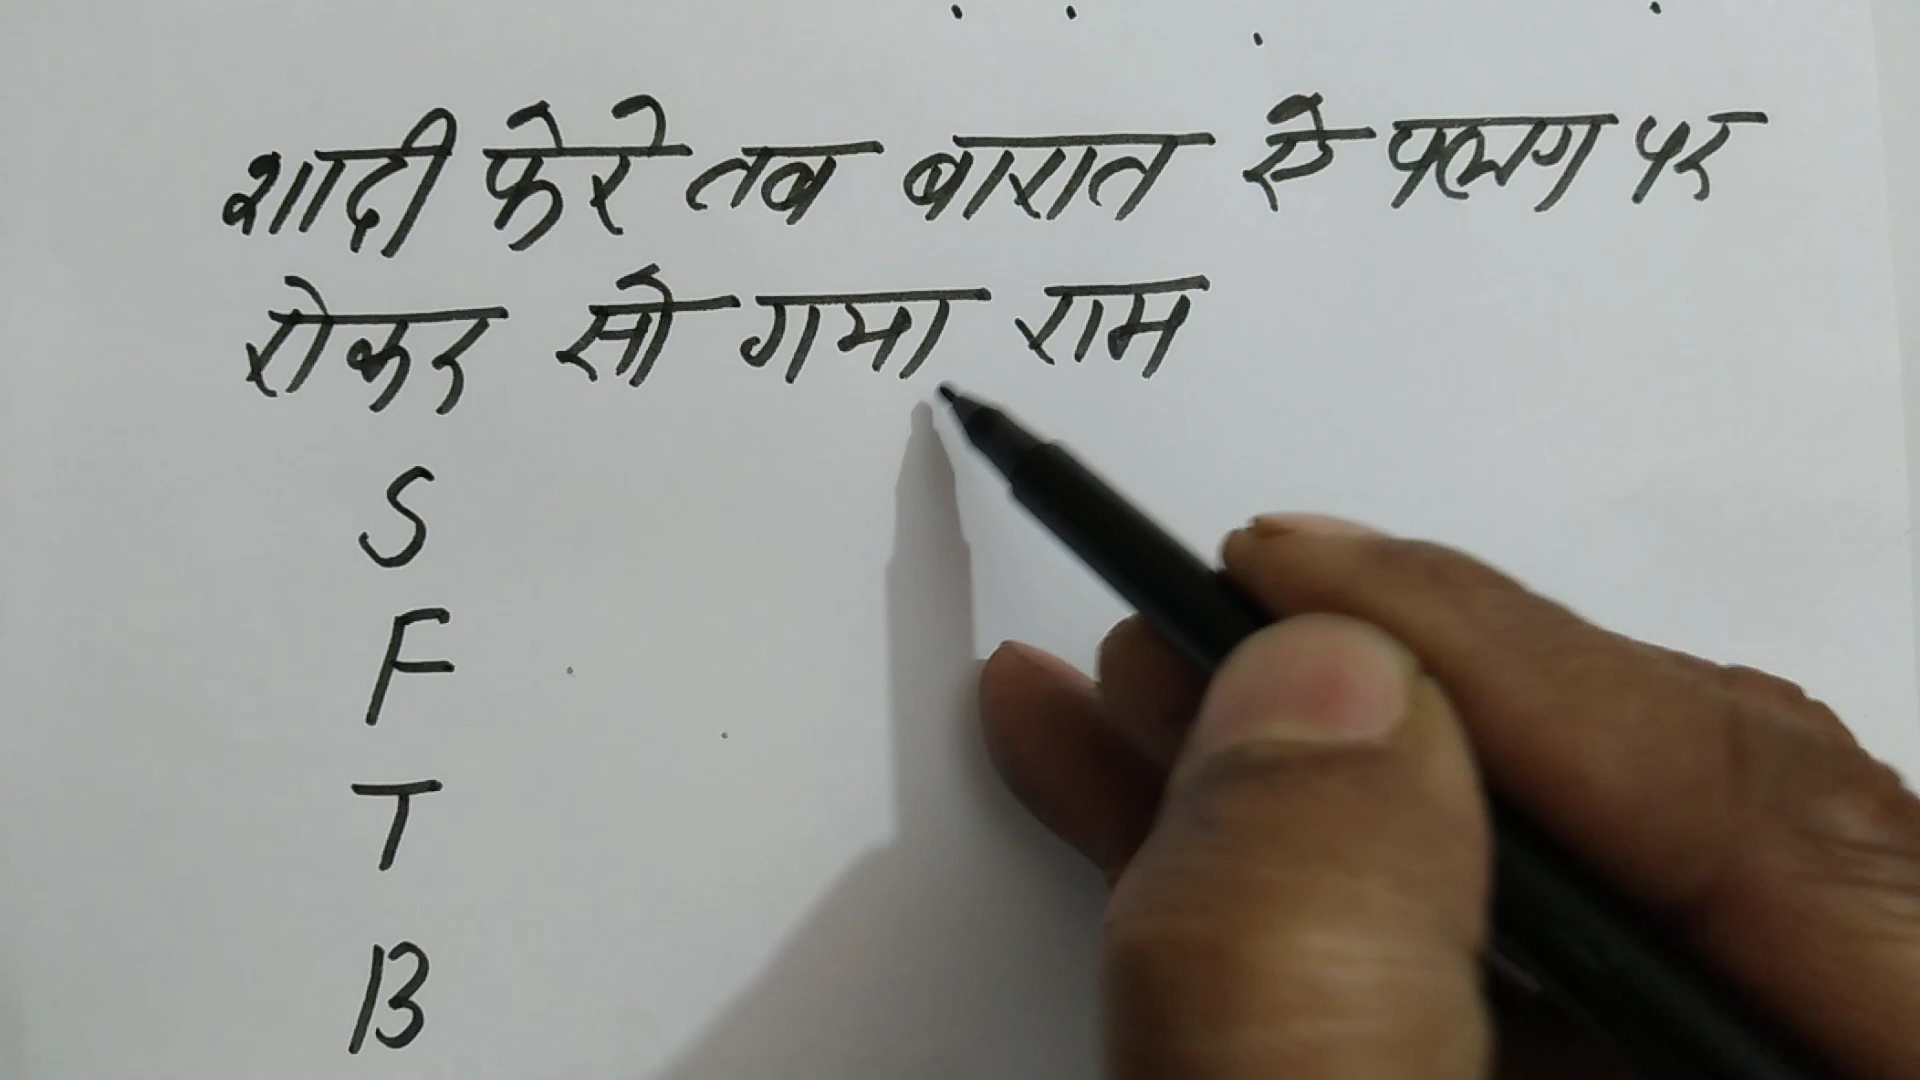 शादी फेरे तब बारात से पलंग पर
रोकर सो गया राम
S
F
T
B